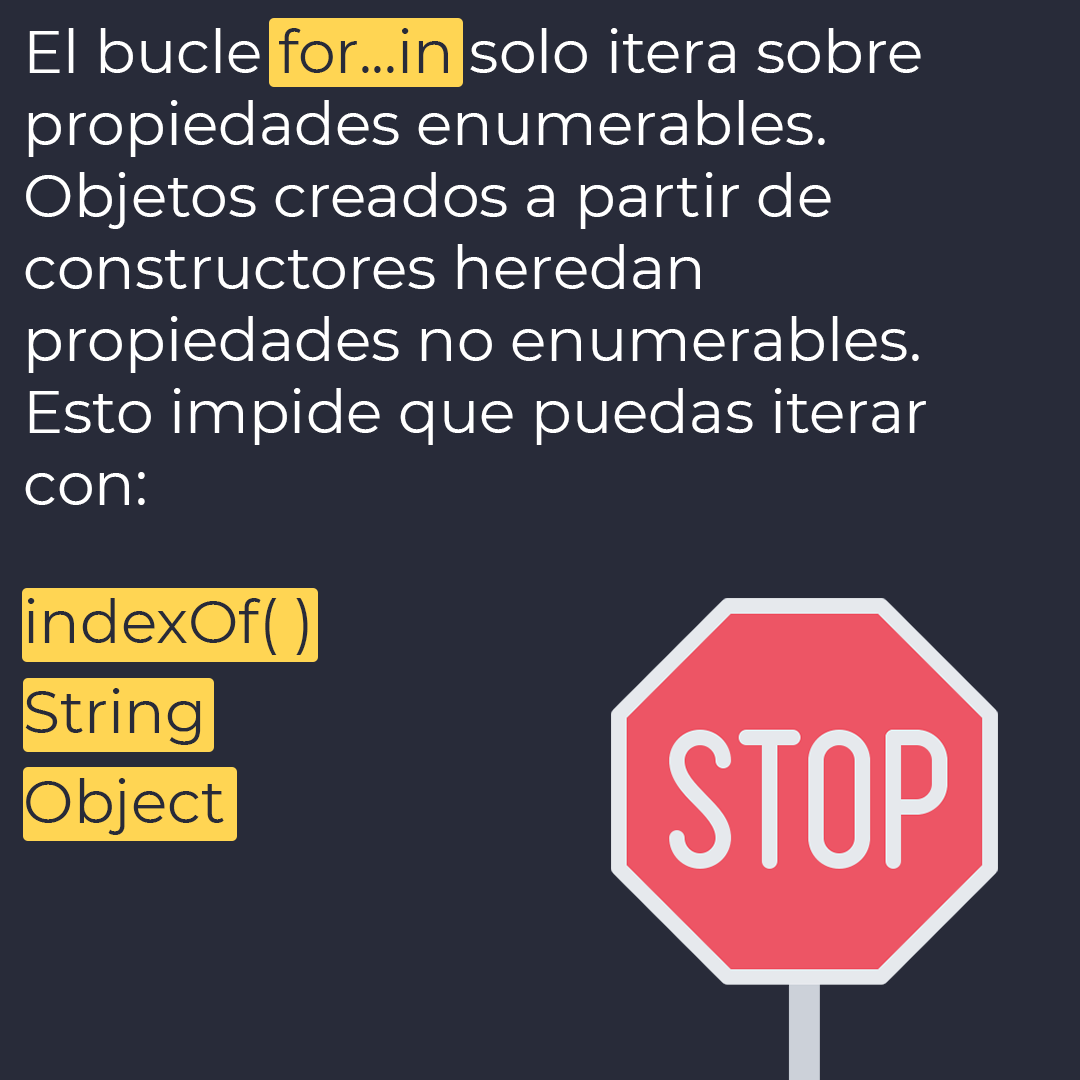 El bucle for...in solo itera sobre
propiedades enumerables.
Objetos creados a partir de
constructores heredan
propiedades no enumerables.
Esto impide que puedas iterar
con:
indexOf( )
String
Object
STOP